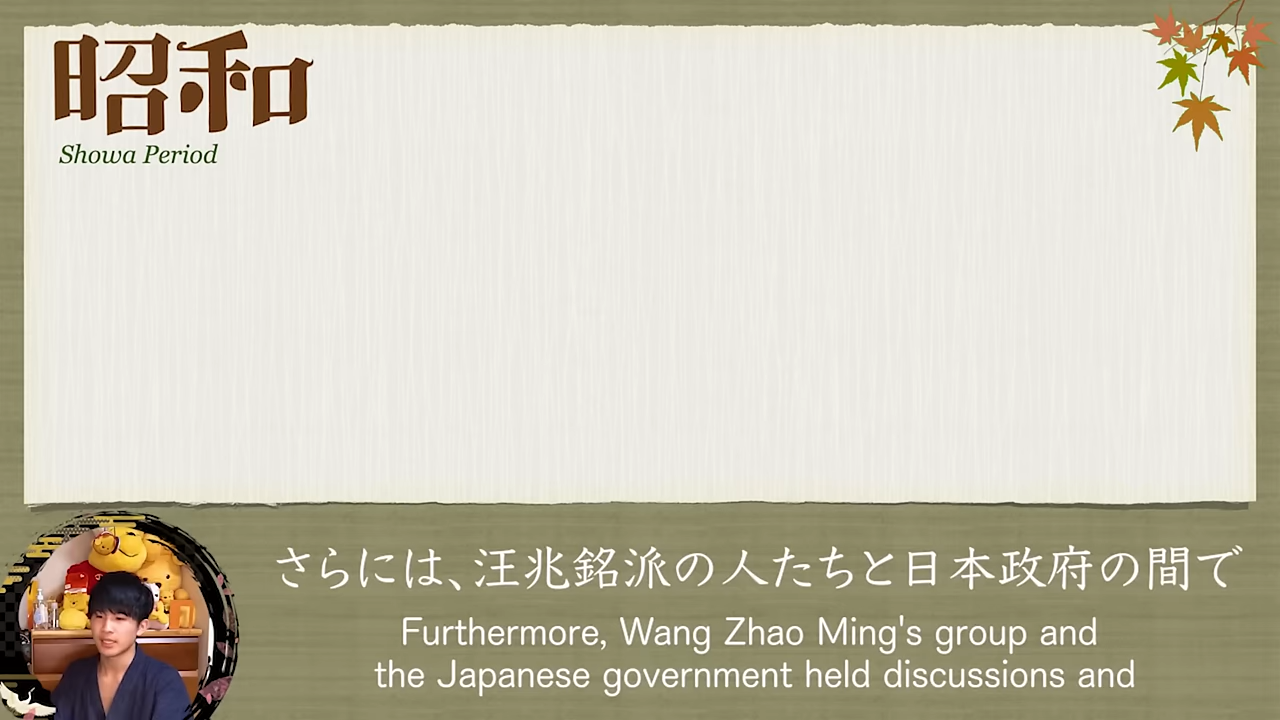 昭和
Showa Period
さらには、汪兆銘派の人たちと日本政府の間で
Furthermore, Wang Zhao Ming's group and
the Japanese government held discussions and